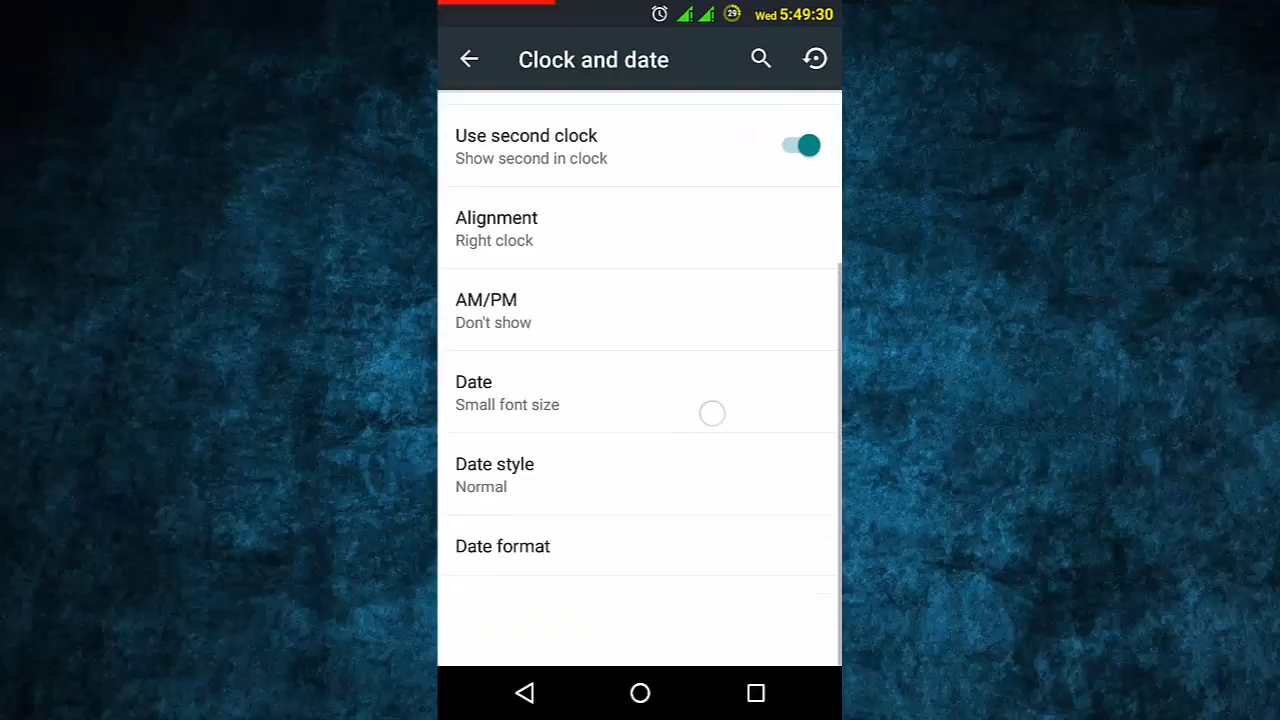 29 Wed 5:49:30
Clock and date
Use second clock
Show second in clock
Alignment
Right clock
AM/PM
Don't show
Date
Small font size
Date style
Normal
Date format